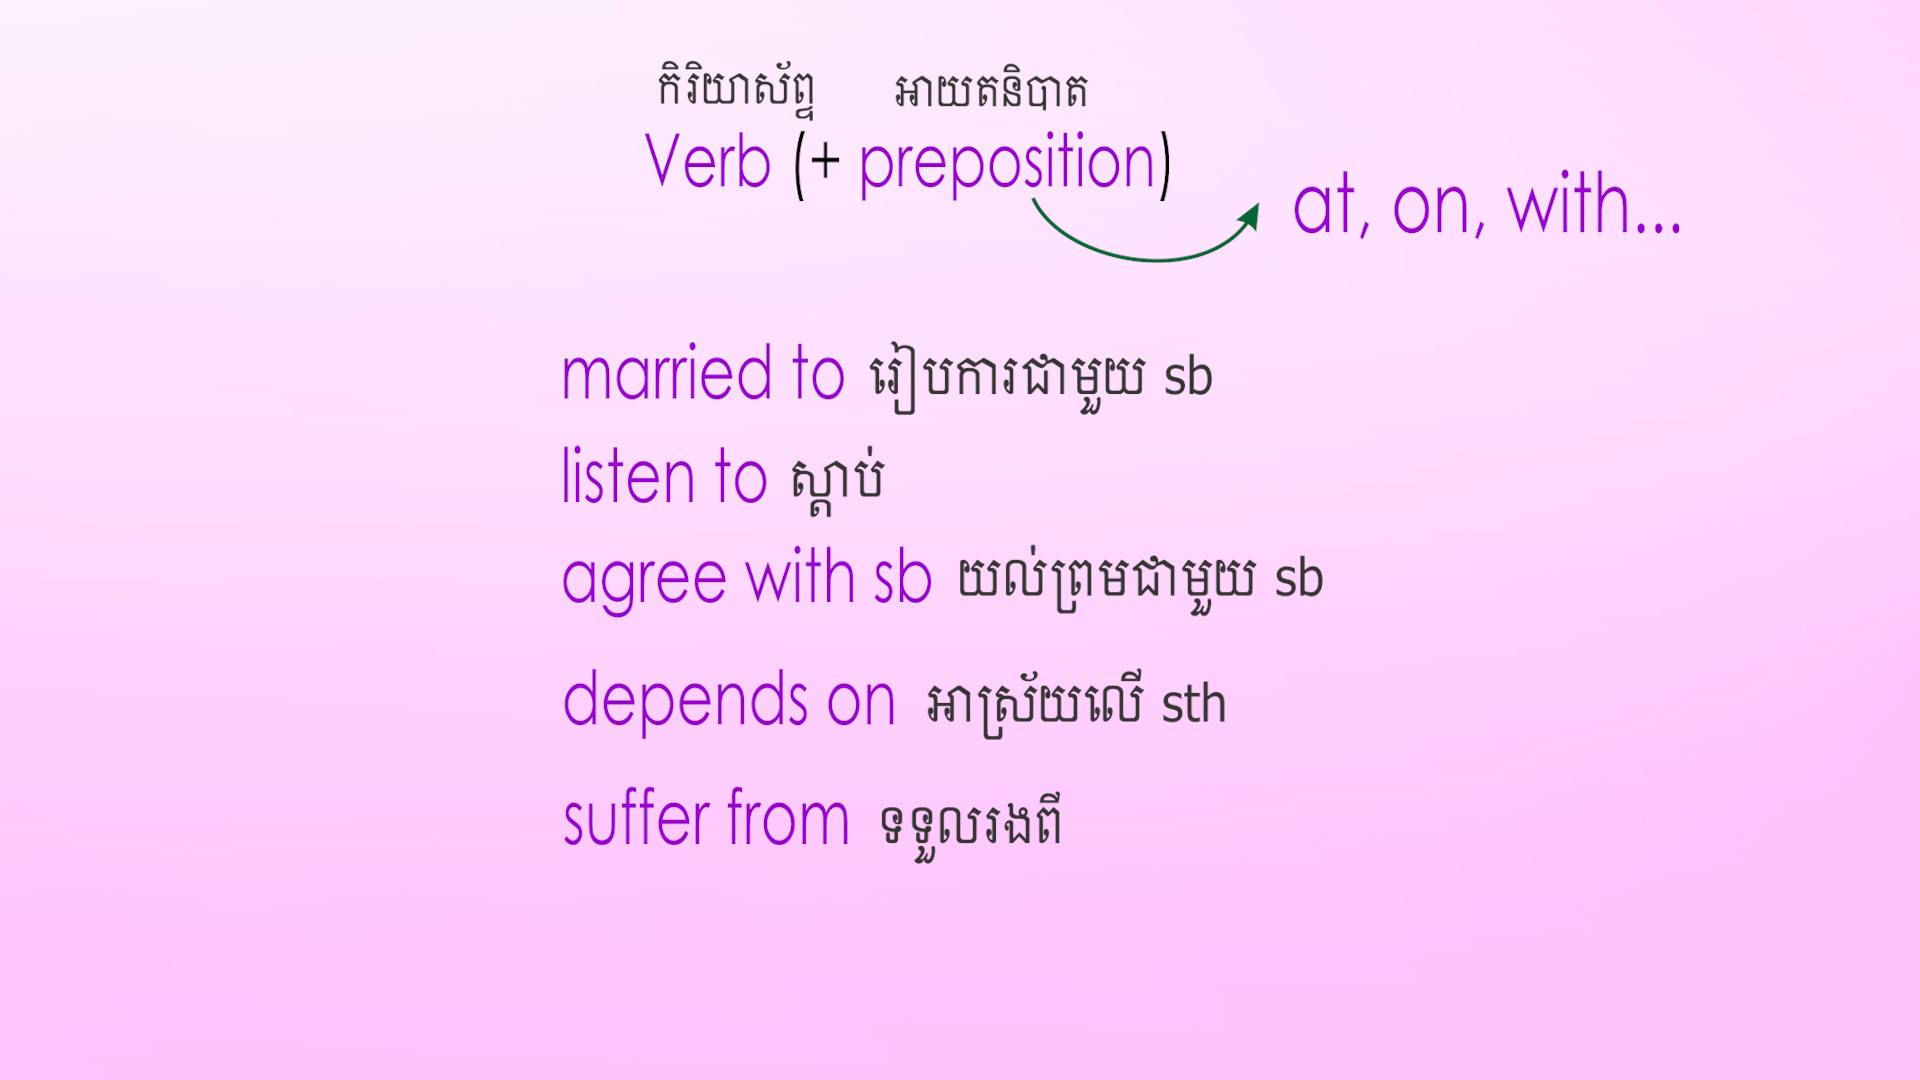 កិរិយាស័ព្ទ អាយតនិបាត
Verb (+ preposition)
at, on, with...
married to រៀបការជាមួយ sb
listen to ស្តាប់
agree with sb យល់ព្រមជាមួយ sb
depends on អាស្រ័យលើ sth
suffer from ទទួលរងពី